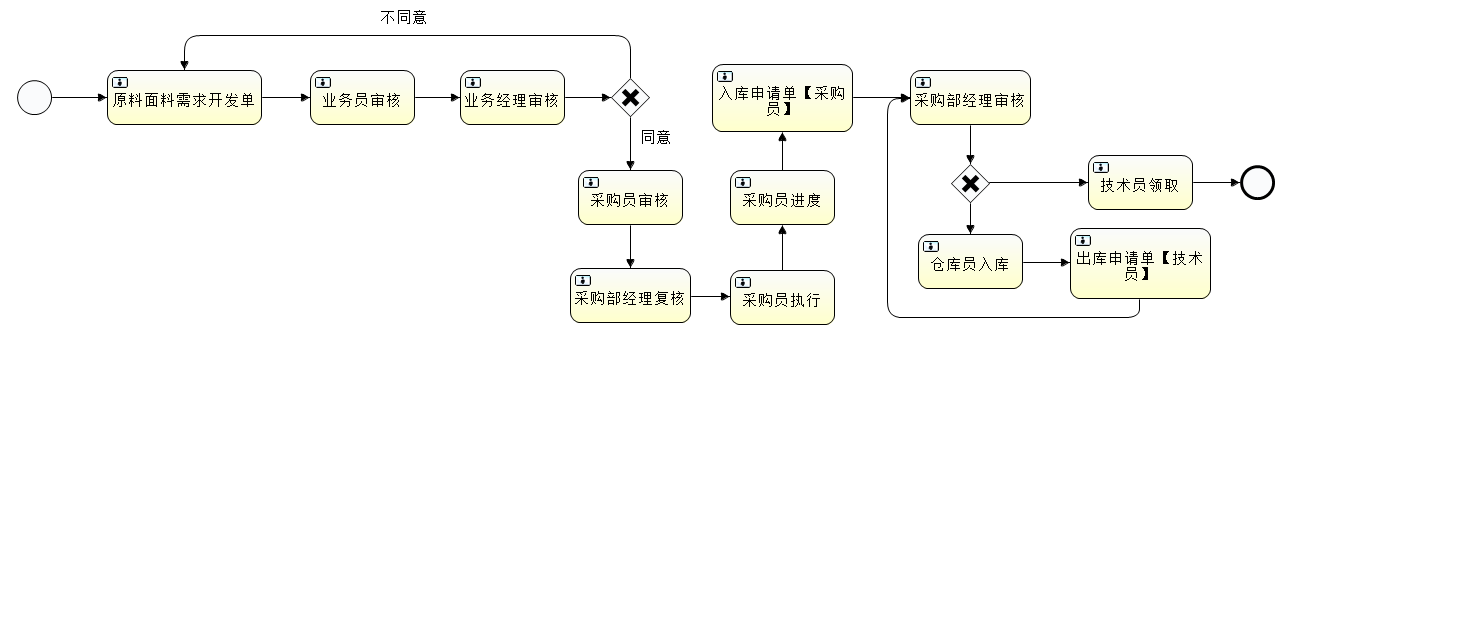 不同意
原料面料需求开发单
业务员审核
业务经理审核
同意
采购员审核
采购部经理复核
采购员执行
采购员进度
入库申请单【采购
员】
采购部经理审核
技术员领取
仓库员入库
出库申请单【技术
员】